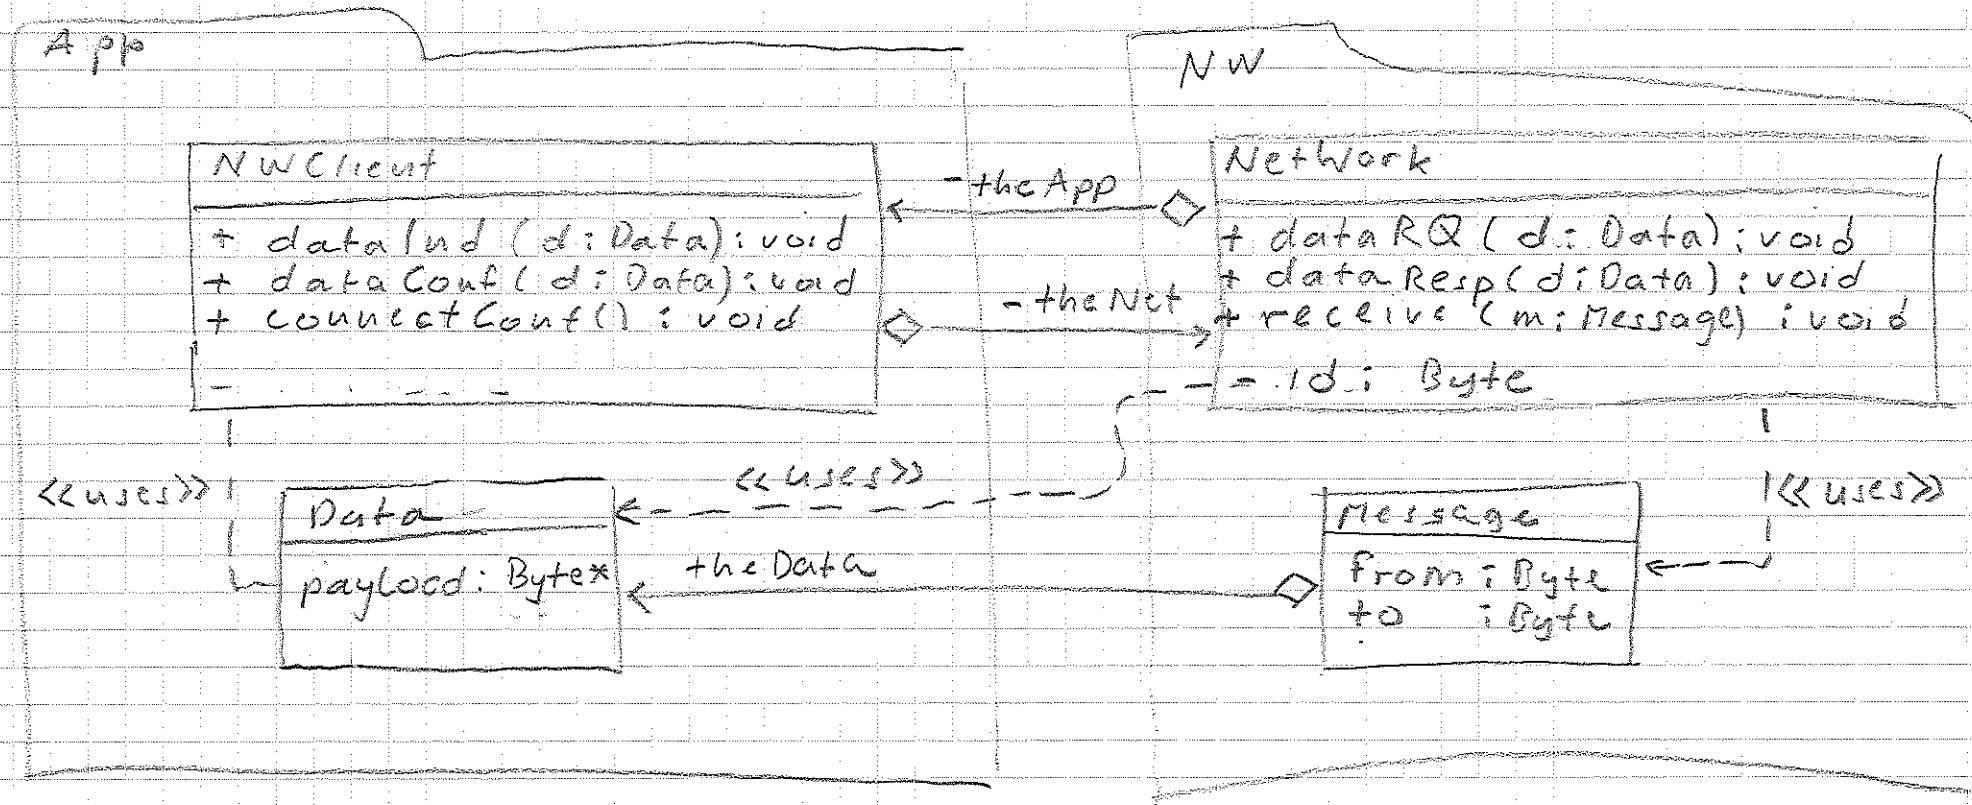 App
NW
NWClient
+ dataInd (d:Data): void
+ dataConf(d:Data): void
+ connectConf() : void
- theApp
- theNet
NetWork
+ dataRQ (d: Data): void
+ dataResp(d:Data): void
+ receive (m:Message) : void
- id: Byte
<<uses>>
<<uses>>
<<uses>>
Data
payload: Byte*
+theData
Message
from: Byte
to : Byte